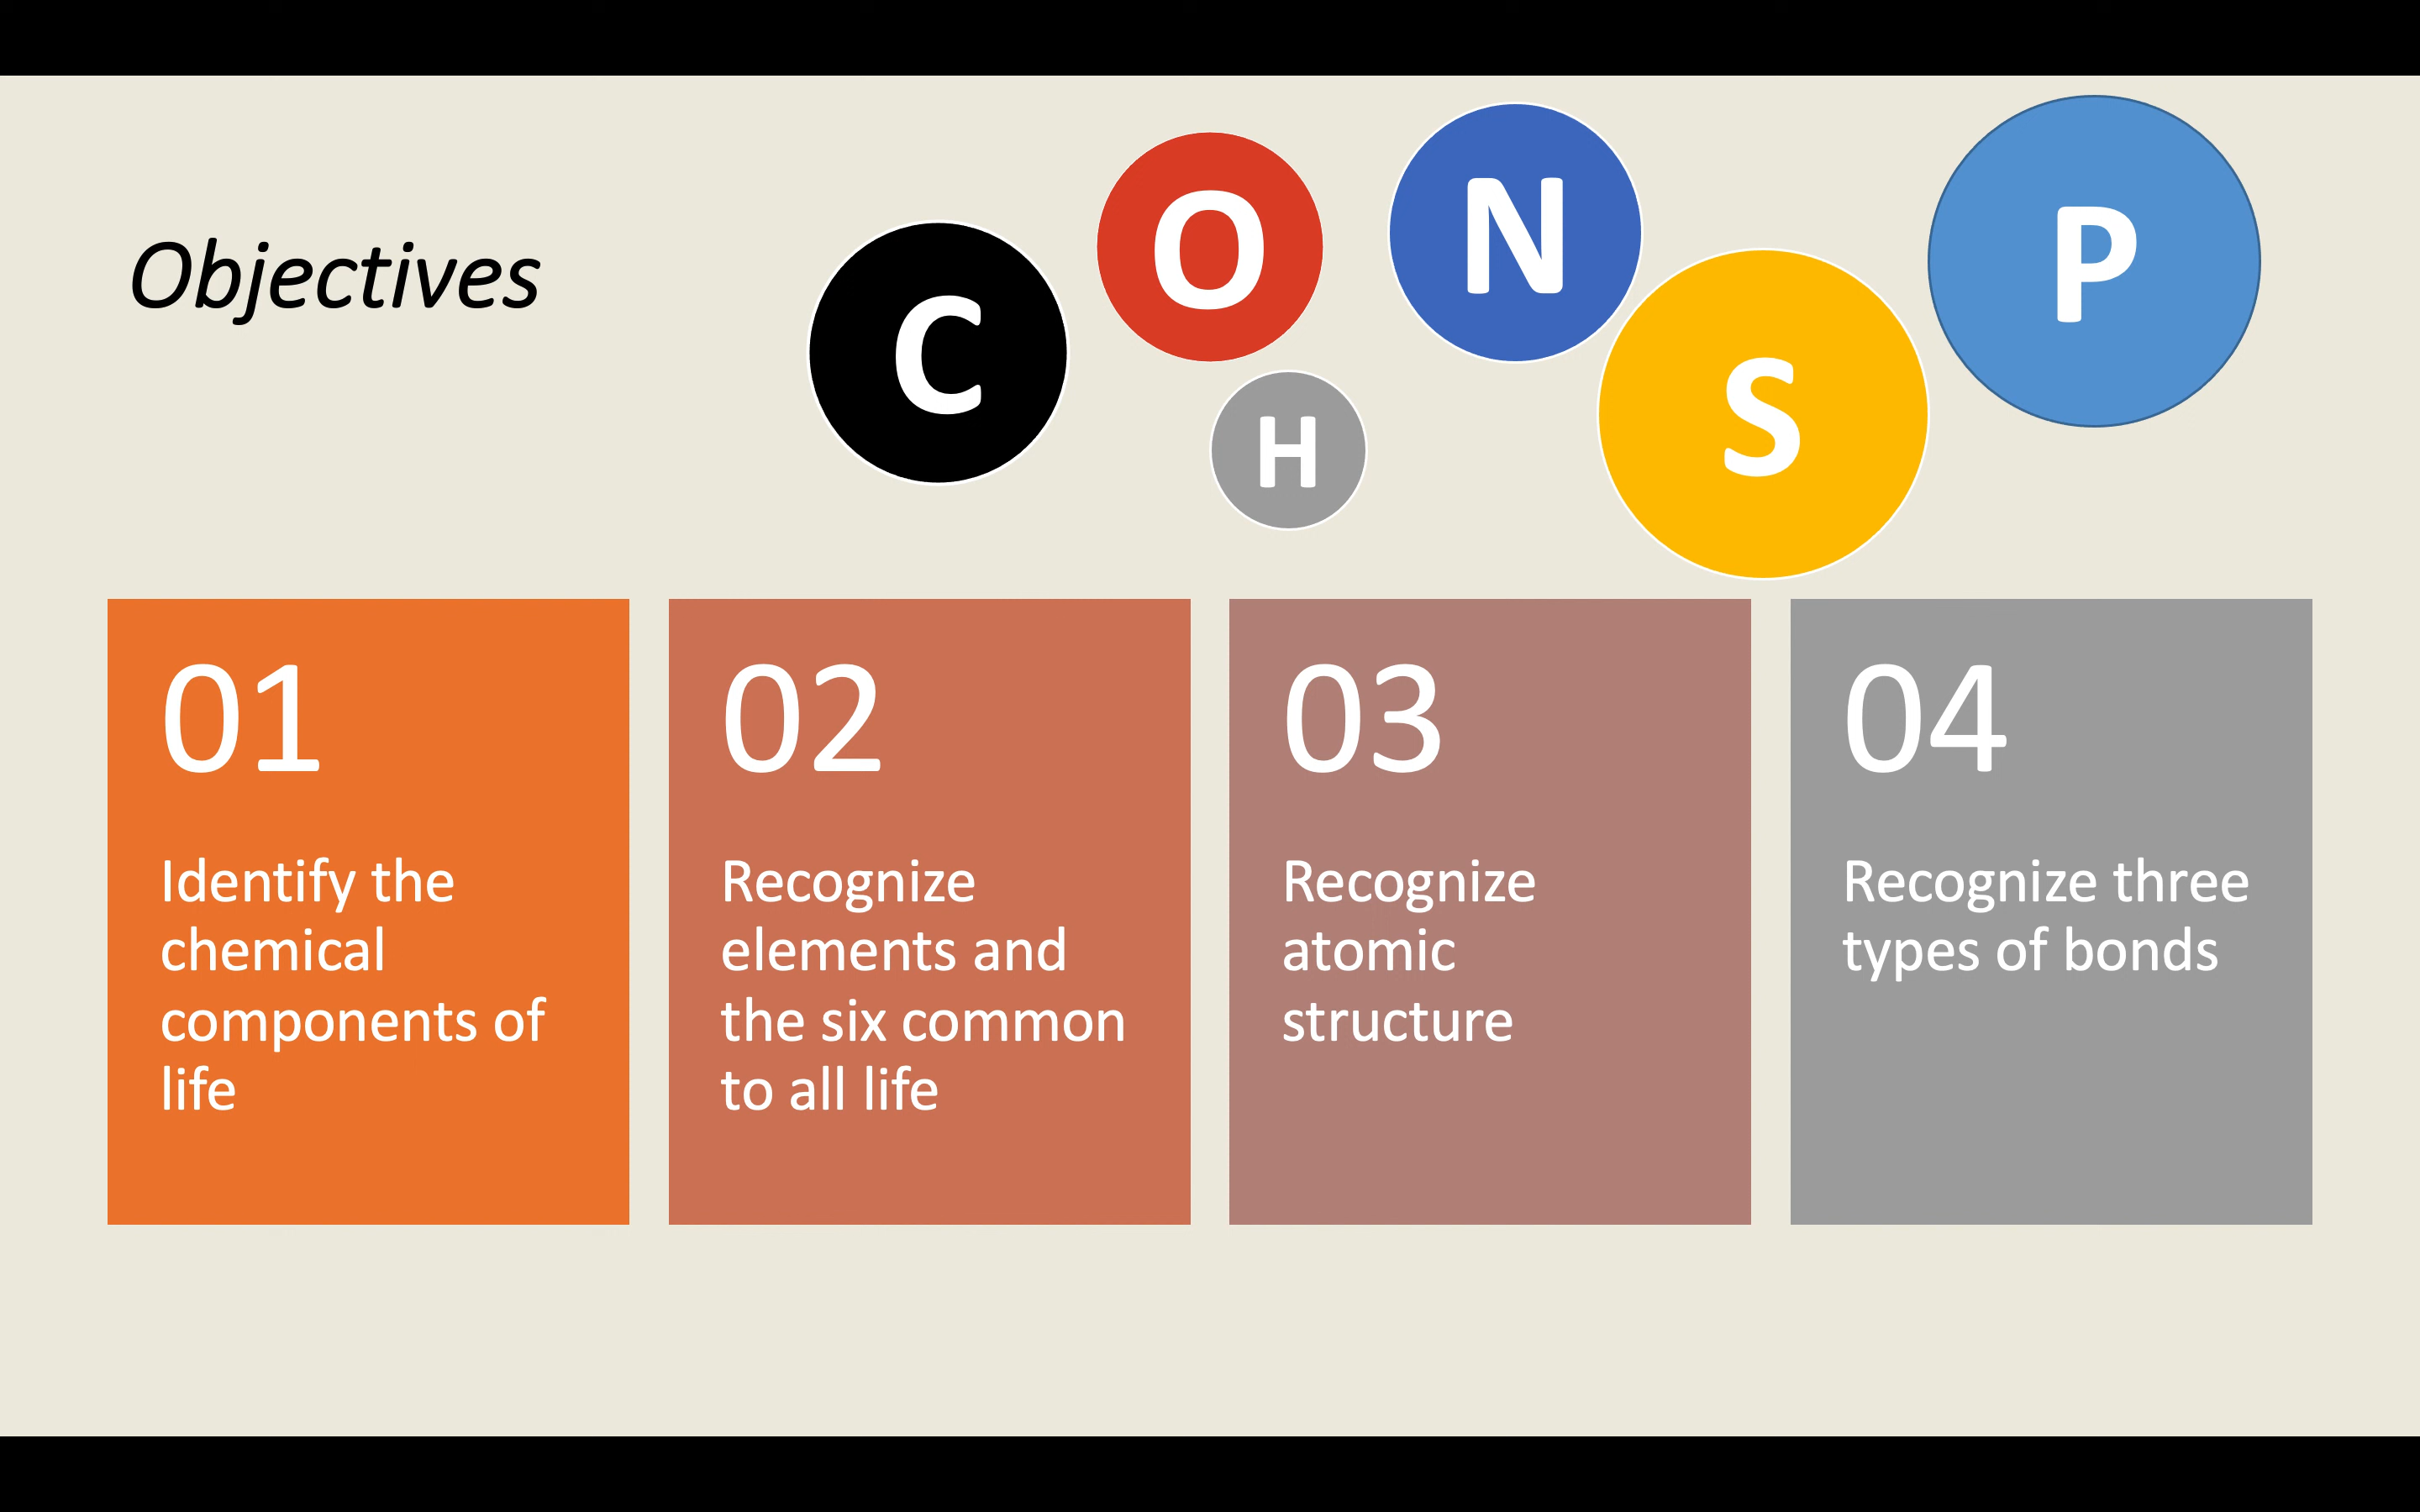 Objectives
C
O
N
P
H
S
01
Identify the
chemical
components of
life
02
Recognize
elements and
the six common
to all life
03
Recognize
atomic
structure
04
Recognize three
types of bonds